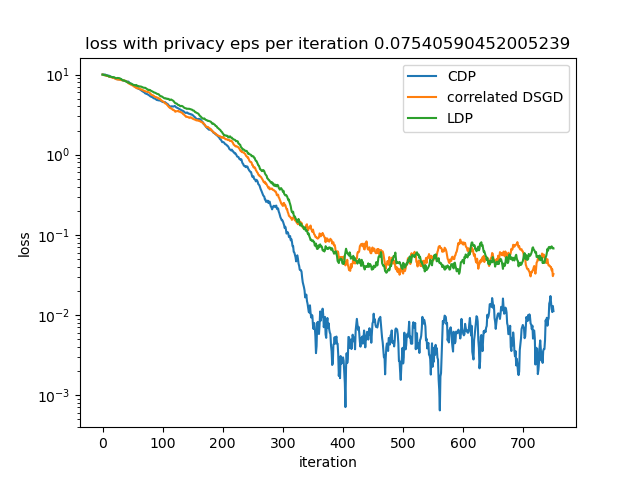 loss with privacy eps per iteration 0.07540590452005239
CDP
correlated DSGD
LDP
loss
10¹
10⁰
10⁻¹
10⁻²
10⁻³
0 100 200 300 400 500 600 700
iteration